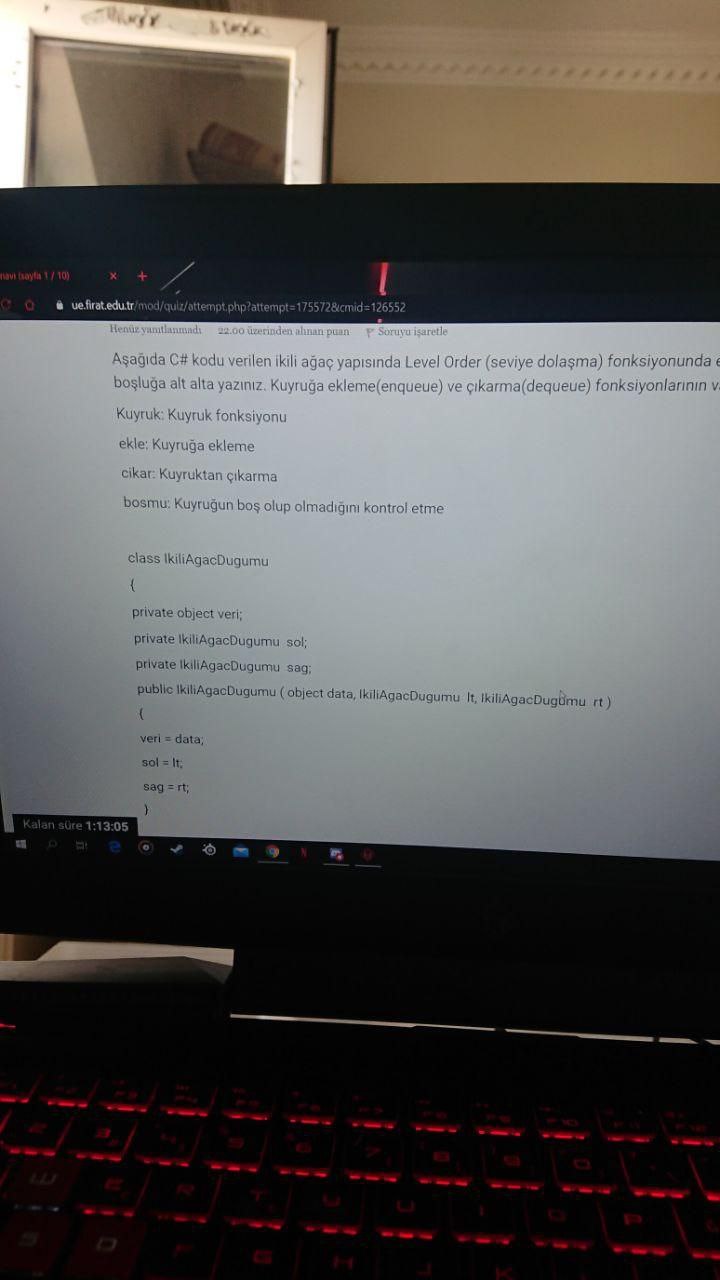 navi (sayfa 1 / 10)
ue.firat.edu.tr/mod/quiz/attempt.php?attempt=175572&cmid=126552
Henüz yanıtlanmadı 22.00 üzerinden alınan puan Soruyu işaretle
Aşağıda C# kodu verilen ikili ağaç yapısında Level Order (seviye dolaşma) fonksiyonunda
boşluğa alt alta yazınız. Kuyruğa ekleme(enqueue) ve çıkarma(dequeue) fonksiyonlarının
Kuyruk: Kuyruk fonksiyonu
ekle: Kuyruğa ekleme
cikar: Kuyruktan çıkarma
bosmu: Kuyruğun boş olup olmadığını kontrol etme
class IkiliAgacDugumu
{
private object veri;
private IkiliAgacDugumu sol;
private IkiliAgacDugumu sag;
public IkiliAgacDugumu ( object data, IkiliAgacDugumu lt, IkiliAgacDugumu rt )
{
veri = data;
sol = lt;
sag = rt;
}
Kalan süre 1:13:05